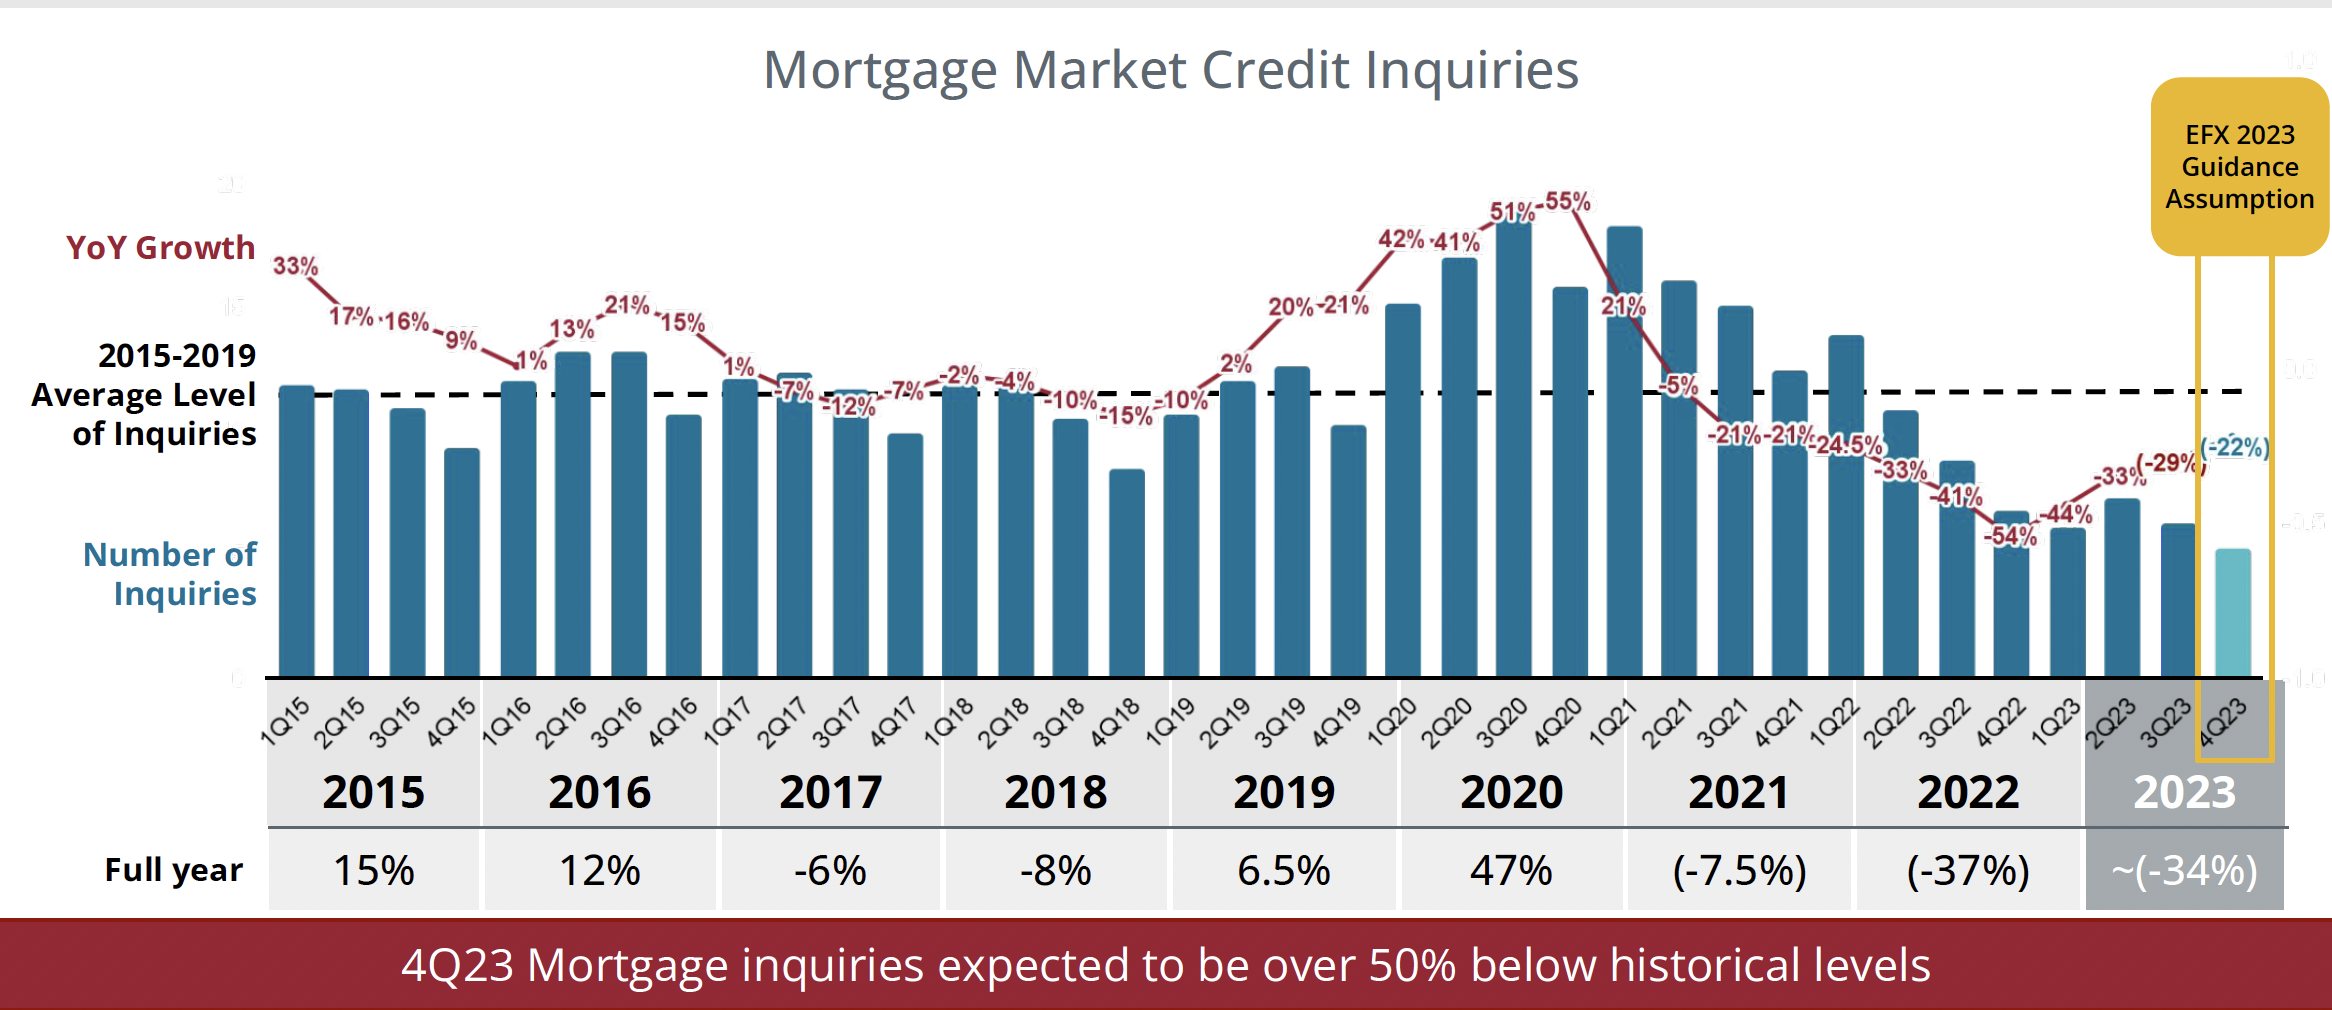 Mortgage Market Credit Inquiries
EFX 2023
Guidance
Assumption
YoY Growth
2015-2019
Average Level
of Inquiries
Number of
Inquiries
33% 17% 16% 9% 1% 13% 21% 15% 1% -7% -12% -7% -2% -4% -10% -15% -10% 2% 20% 21% 42% 41% 51% 55% 21% -5% -21% -21% -24.5% -33% -41% -54% -44% -33% (-29%) (-22%)
1Q15 2Q15 3Q15 4Q15 1Q16 2Q16 3Q16 4Q16 1Q17 2Q17 3Q17 4Q17 1Q18 2Q18 3Q18 4Q18 1Q19 2Q19 3Q19 4Q19 1Q20 2Q20 3Q20 4Q20 1Q21 2Q21 3Q21 4Q21 1Q22 2Q22 3Q22 4Q22 1Q23 2Q23 3Q23 4Q23
2015 2016 2017 2018 2019 2020 2021 2022 2023
Full year 15% 12% -6% -8% 6.5% 47% (-7.5%) (-37%) ~(-34%)
4Q23 Mortgage inquiries expected to be over 50% below historical levels